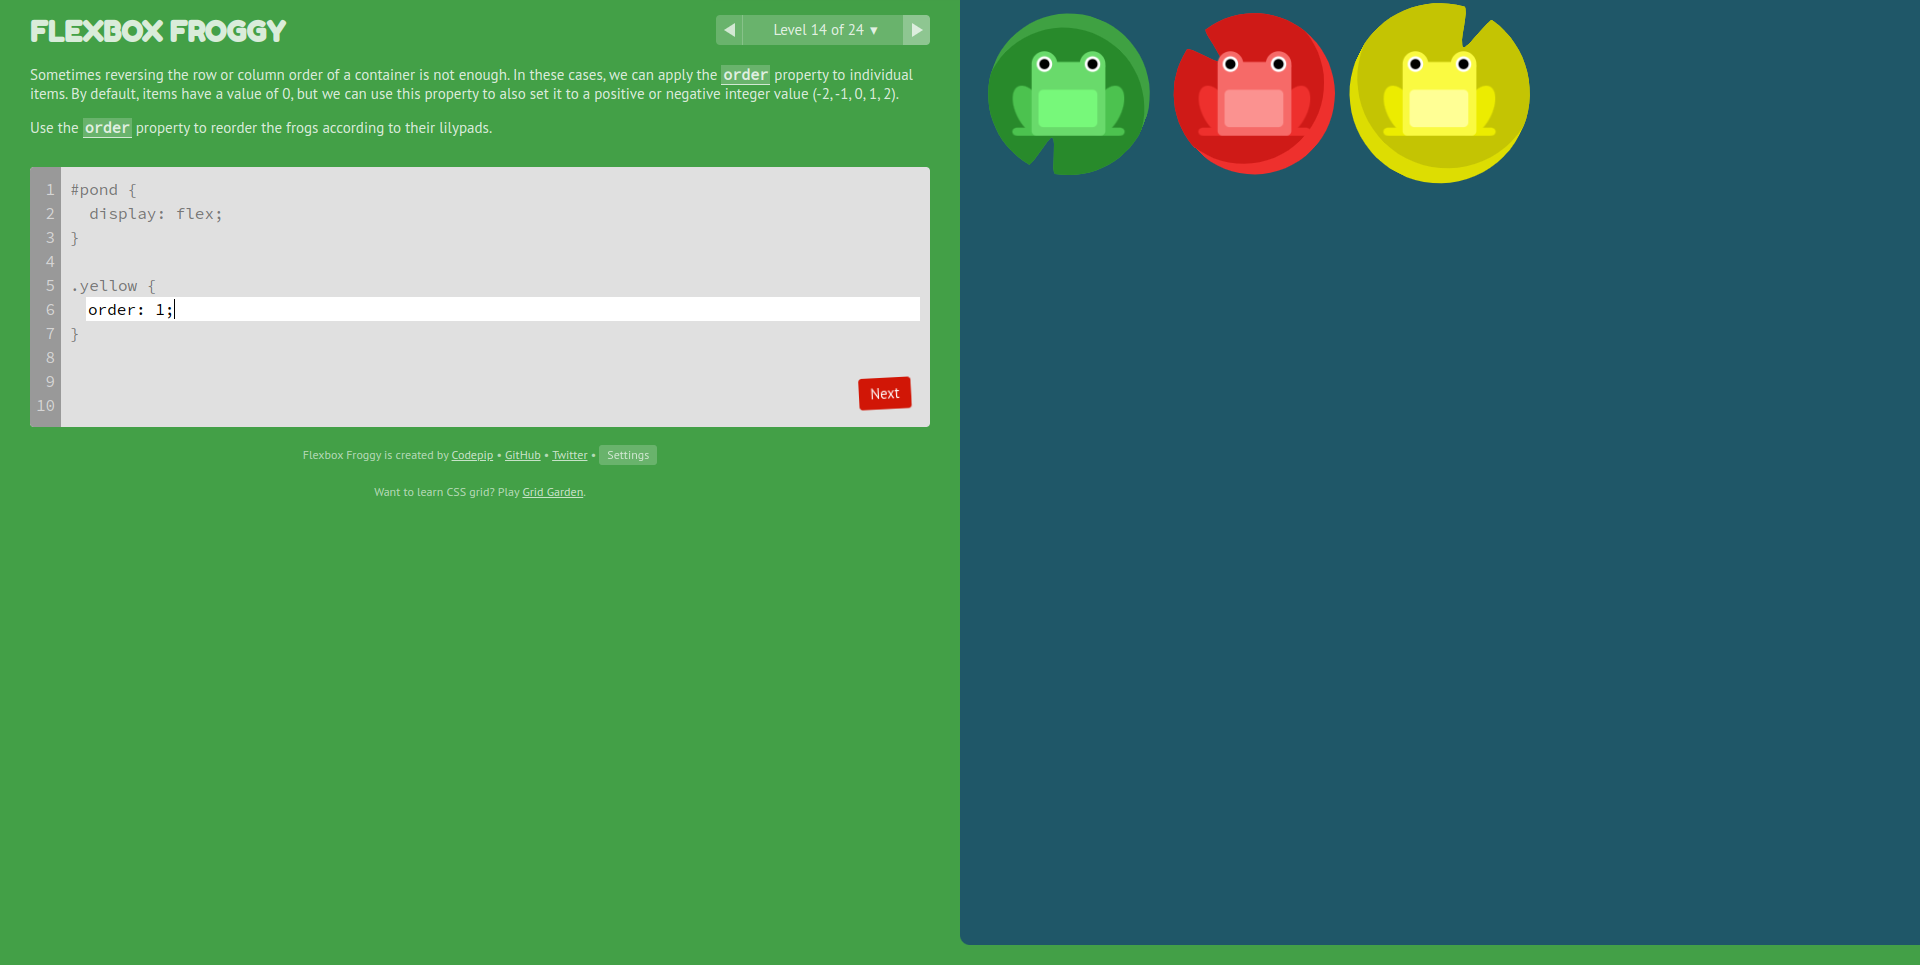 FLEXBOX FROGGY
Level 14 of 24 ▾
Sometimes reversing the row or column order of a container is not enough. In these cases, we can apply the order property to individual
items. By default, items have a value of 0, but we can use this property to also set it to a positive or negative integer value (-2, -1, 0, 1, 2).
Use the order property to reorder the frogs according to their lilypads.
1 #pond {
2   display: flex;
3 }
4
5 .yellow {
6   order: 1;
7 }
8
9
10
Next
Flexbox Froggy is created by Codepip • GitHub • Twitter • Settings
Want to learn CSS grid? Play Grid Garden.